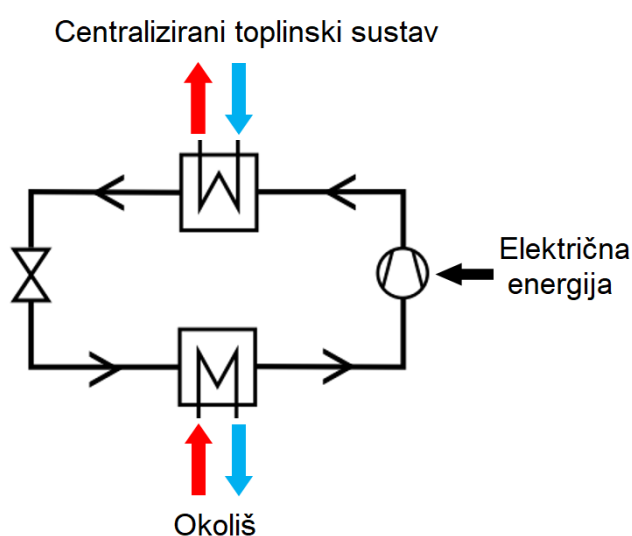 Centralizirani toplinski sustav
Električna
energija
Okoliš